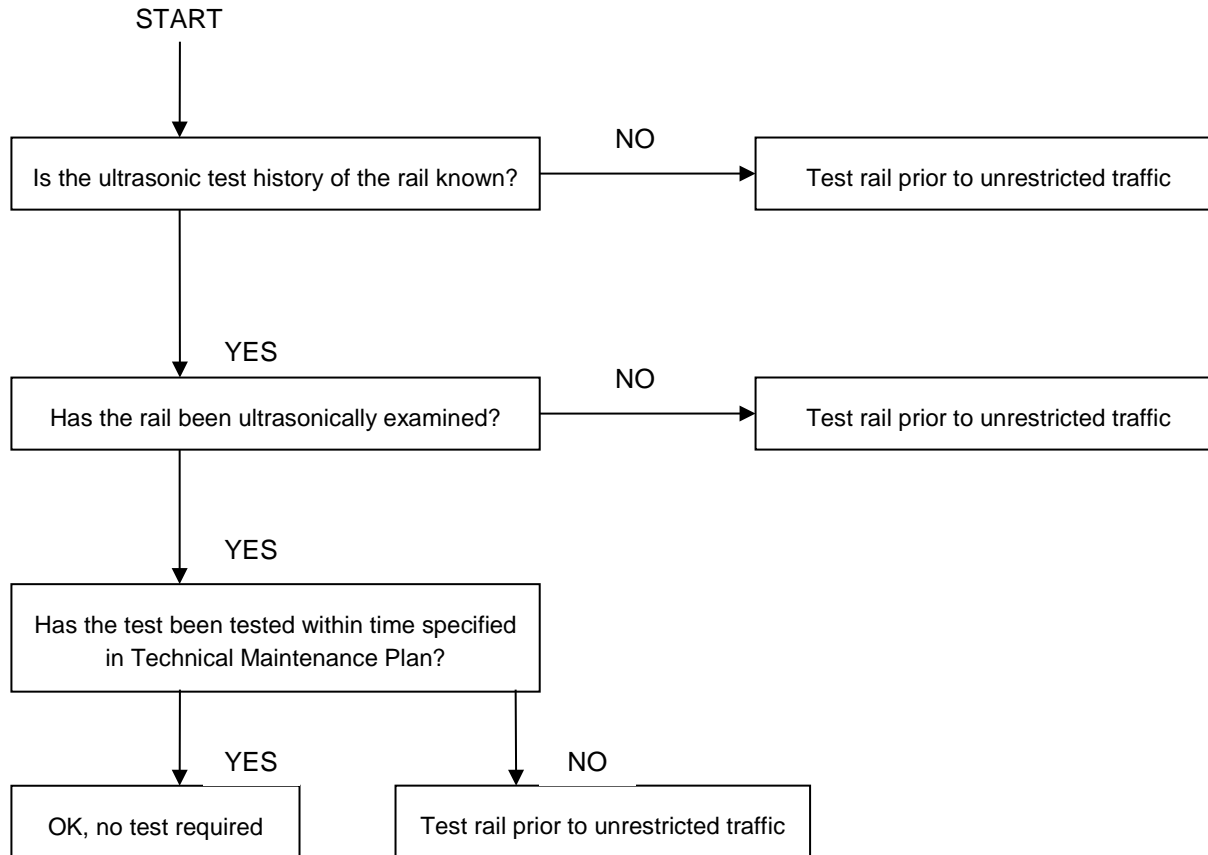 START
NO
Is the ultrasonic test history of the rail known?
Test rail prior to unrestricted traffic
YES
NO
Has the rail been ultrasonically examined?
Test rail prior to unrestricted traffic
YES
Has the test been tested within time specified
in Technical Maintenance Plan?
YES
NO
OK, no test required
Test rail prior to unrestricted traffic